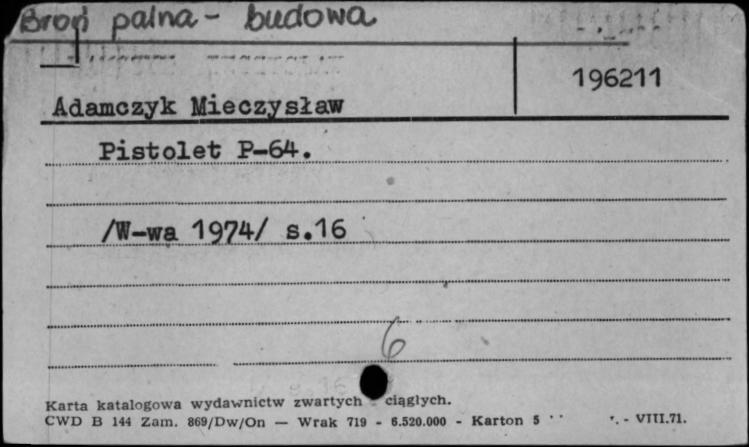 Broń palna - budowa
196211
Adamczyk Mieczysław
Pistolet P-64.
/W-wa 1974/ s.16
6
Karta katalogowa wydawnictw zwartych ciągłych.
CWD B 144 Zam. 869/Dw/On — Wrak 719 - 6.520.000 - Karton 5 - VIII.71.